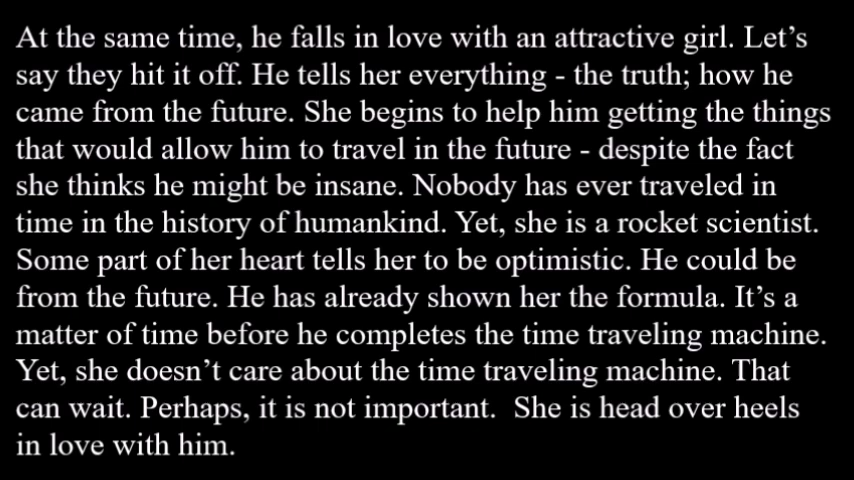 At the same time, he falls in love with an attractive girl. Let’s
say they hit it off. He tells her everything - the truth; how he
came from the future. She begins to help him getting the things
that would allow him to travel in the future - despite the fact
she thinks he might be insane. Nobody has ever traveled in
time in the history of humankind. Yet, she is a rocket scientist.
Some part of her heart tells her to be optimistic. He could be
from the future. He has already shown her the formula. It’s a
matter of time before he completes the time traveling machine.
Yet, she doesn’t care about the time traveling machine. That
can wait. Perhaps, it is not important.  She is head over heels
in love with him.